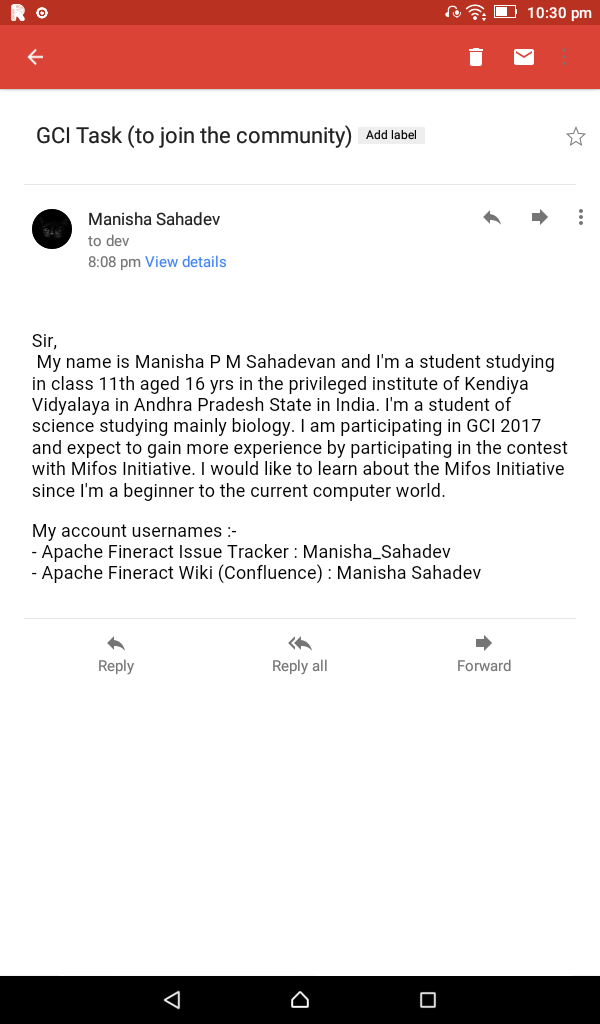 10:30 pm
GCI Task (to join the community) Add label
Manisha Sahadev
to dev
8:08 pm View details
Sir,
My name is Manisha P M Sahadevan and I'm a student studying
in class 11th aged 16 yrs in the privileged institute of Kendiya
Vidyalaya in Andhra Pradesh State in India. I'm a student of
science studying mainly biology. I am participating in GCI 2017
and expect to gain more experience by participating in the contest
with Mifos Initiative. I would like to learn about the Mifos Initiative
since I'm a beginner to the current computer world.
My account usernames :-
- Apache Fineract Issue Tracker : Manisha_Sahadev
- Apache Fineract Wiki (Confluence) : Manisha Sahadev
Reply Reply all Forward